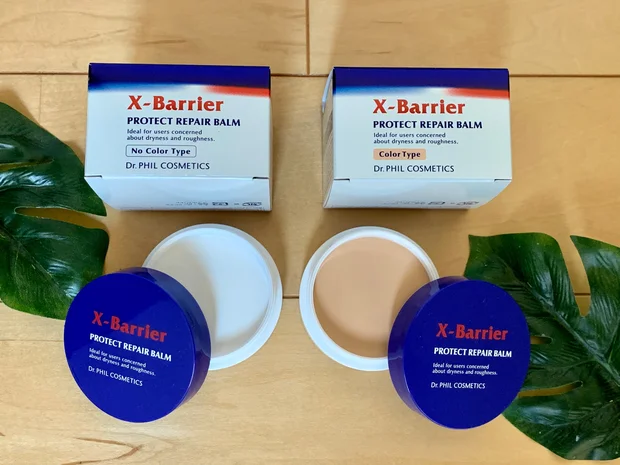 X-Barrier
PROTECT REPAIR BALM
Ideal for users concerned
about dryness and roughness.
No Color Type
Dr. PHIL COSMETICS
X-Barrier
PROTECT REPAIR BALM
Ideal for users concerned
about dryness and roughness.
Color Type
Dr. PHIL COSMETICS
X-Barrier
PROTECT REPAIR BALM
Ideal for users concerned
about dryness and roughness.
Dr. PHIL COSMETICS
X-Barrier
PROTECT REPAIR BALM
Ideal for users concerned
about dryness and roughness.
Dr. PHIL COSMETICS